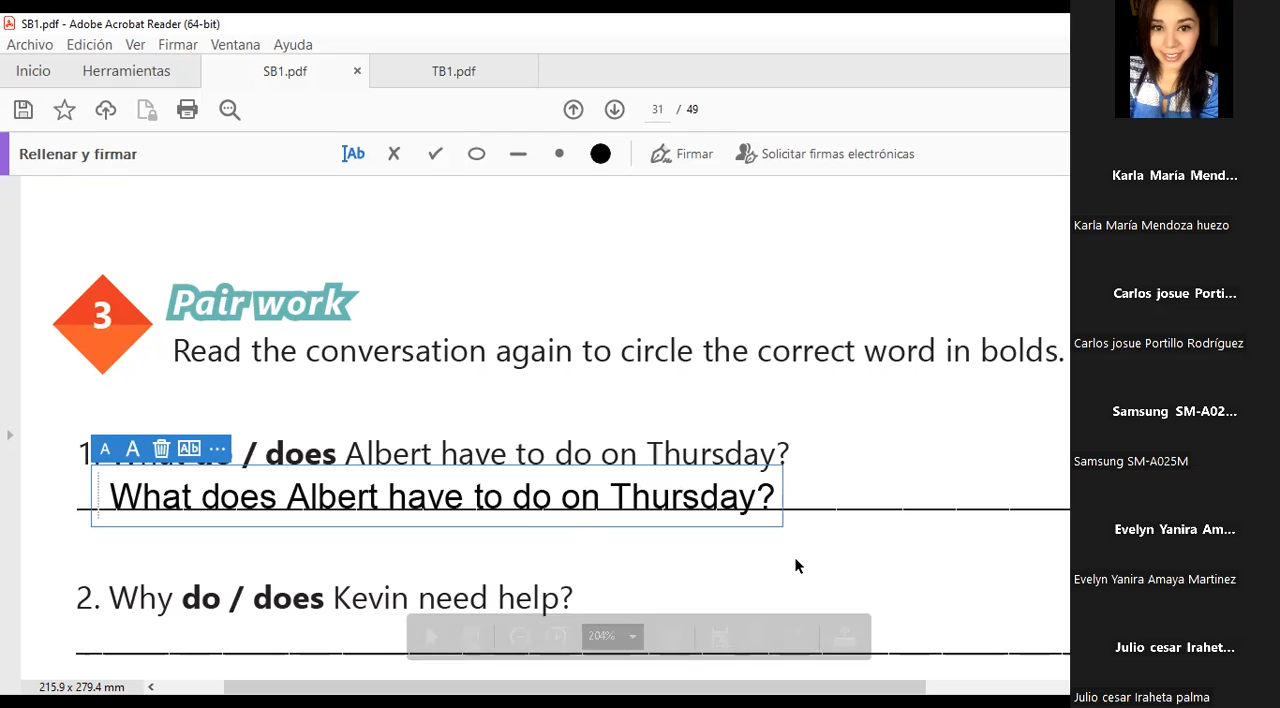 SB1.pdf - Adobe Acrobat Reader (64-bit)
Archivo Edición Ver Firmar Ventana Ayuda
Inicio Herramientas SB1.pdf × TB1.pdf
31 / 49
Rellenar y firmar Ab Firmar Solicitar firmas electrónicas
3 Pair work
Read the conversation again to circle the correct word in bolds.
A A Ab ...
/ does Albert have to do on Thursday?
What does Albert have to do on Thursday?
2. Why do / does Kevin need help?
204%
215.9 x 279.4 mm
Karla María Mend...
Karla María Mendoza huezo
Carlos josue Porti...
Carlos josue Portillo Rodríguez
Samsung SM-A02...
Samsung SM-A025M
Evelyn Yanira Am...
Evelyn Yanira Amaya Martinez
Julio cesar Irahet...
Julio cesar Iraheta palma